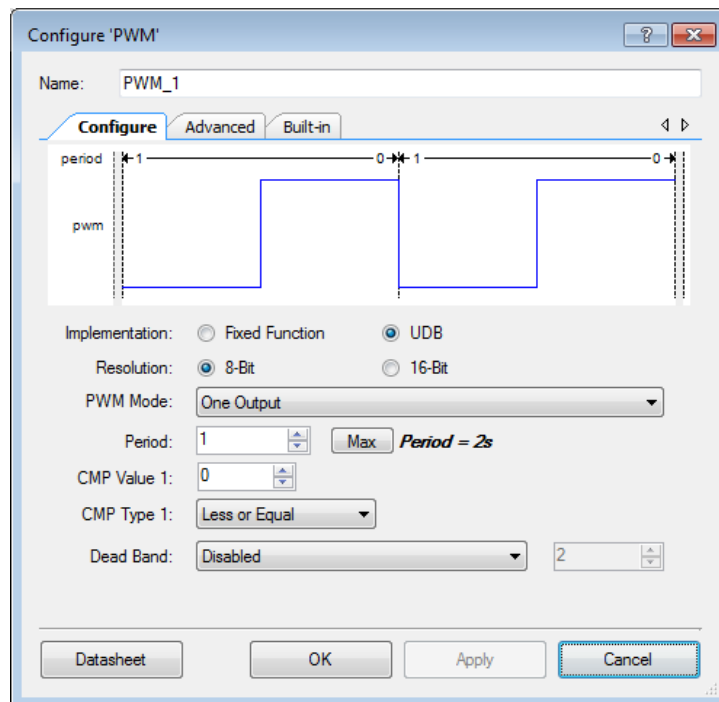 Configure 'PWM'
Name: PWM_1
Configure Advanced Built-in
period 1 0 1 0
pwm
Implementation: Fixed Function UDB
Resolution: 8-Bit 16-Bit
PWM Mode: One Output
Period: 1 Max Period = 2s
CMP Value 1: 0
CMP Type 1: Less or Equal
Dead Band: Disabled 2
Datasheet OK Apply Cancel